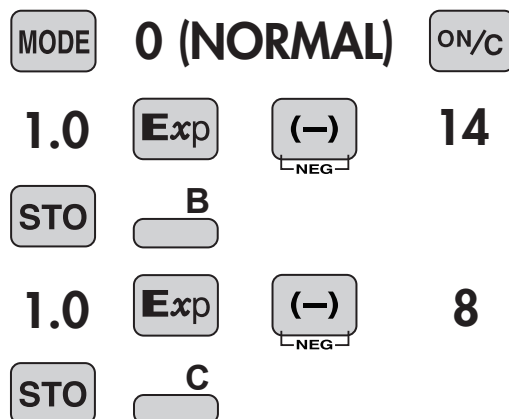 MODE 0 (NORMAL) ON/C
1.0 Exp (–) 14
NEG
STO B
1.0 Exp (–) 8
NEG
STO C